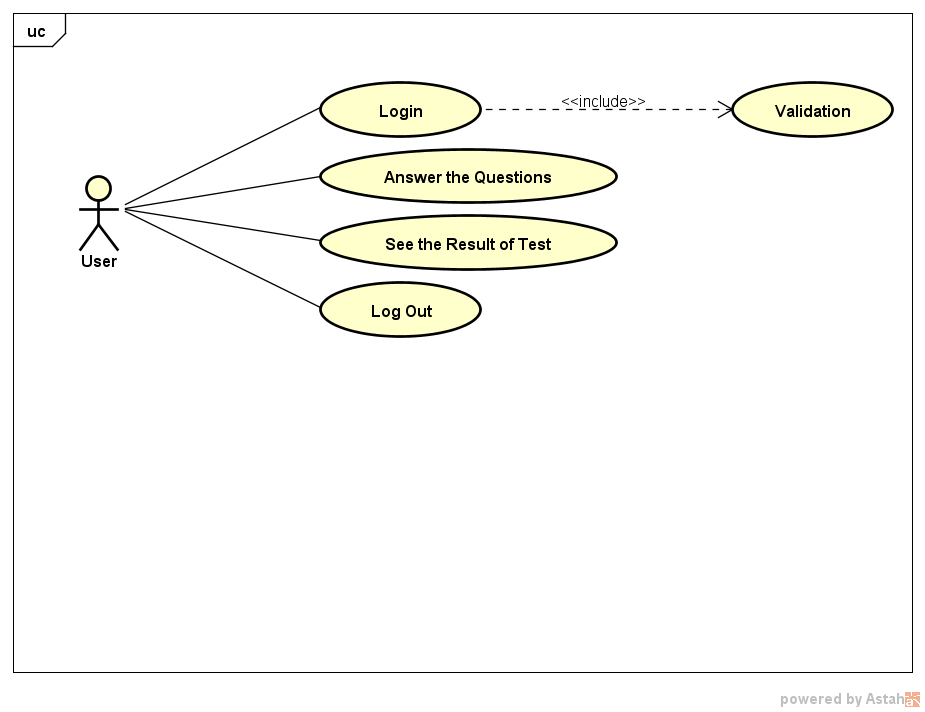 uc
Login
<<include>>
Validation
Answer the Questions
See the Result of Test
User
Log Out
powered by Astah